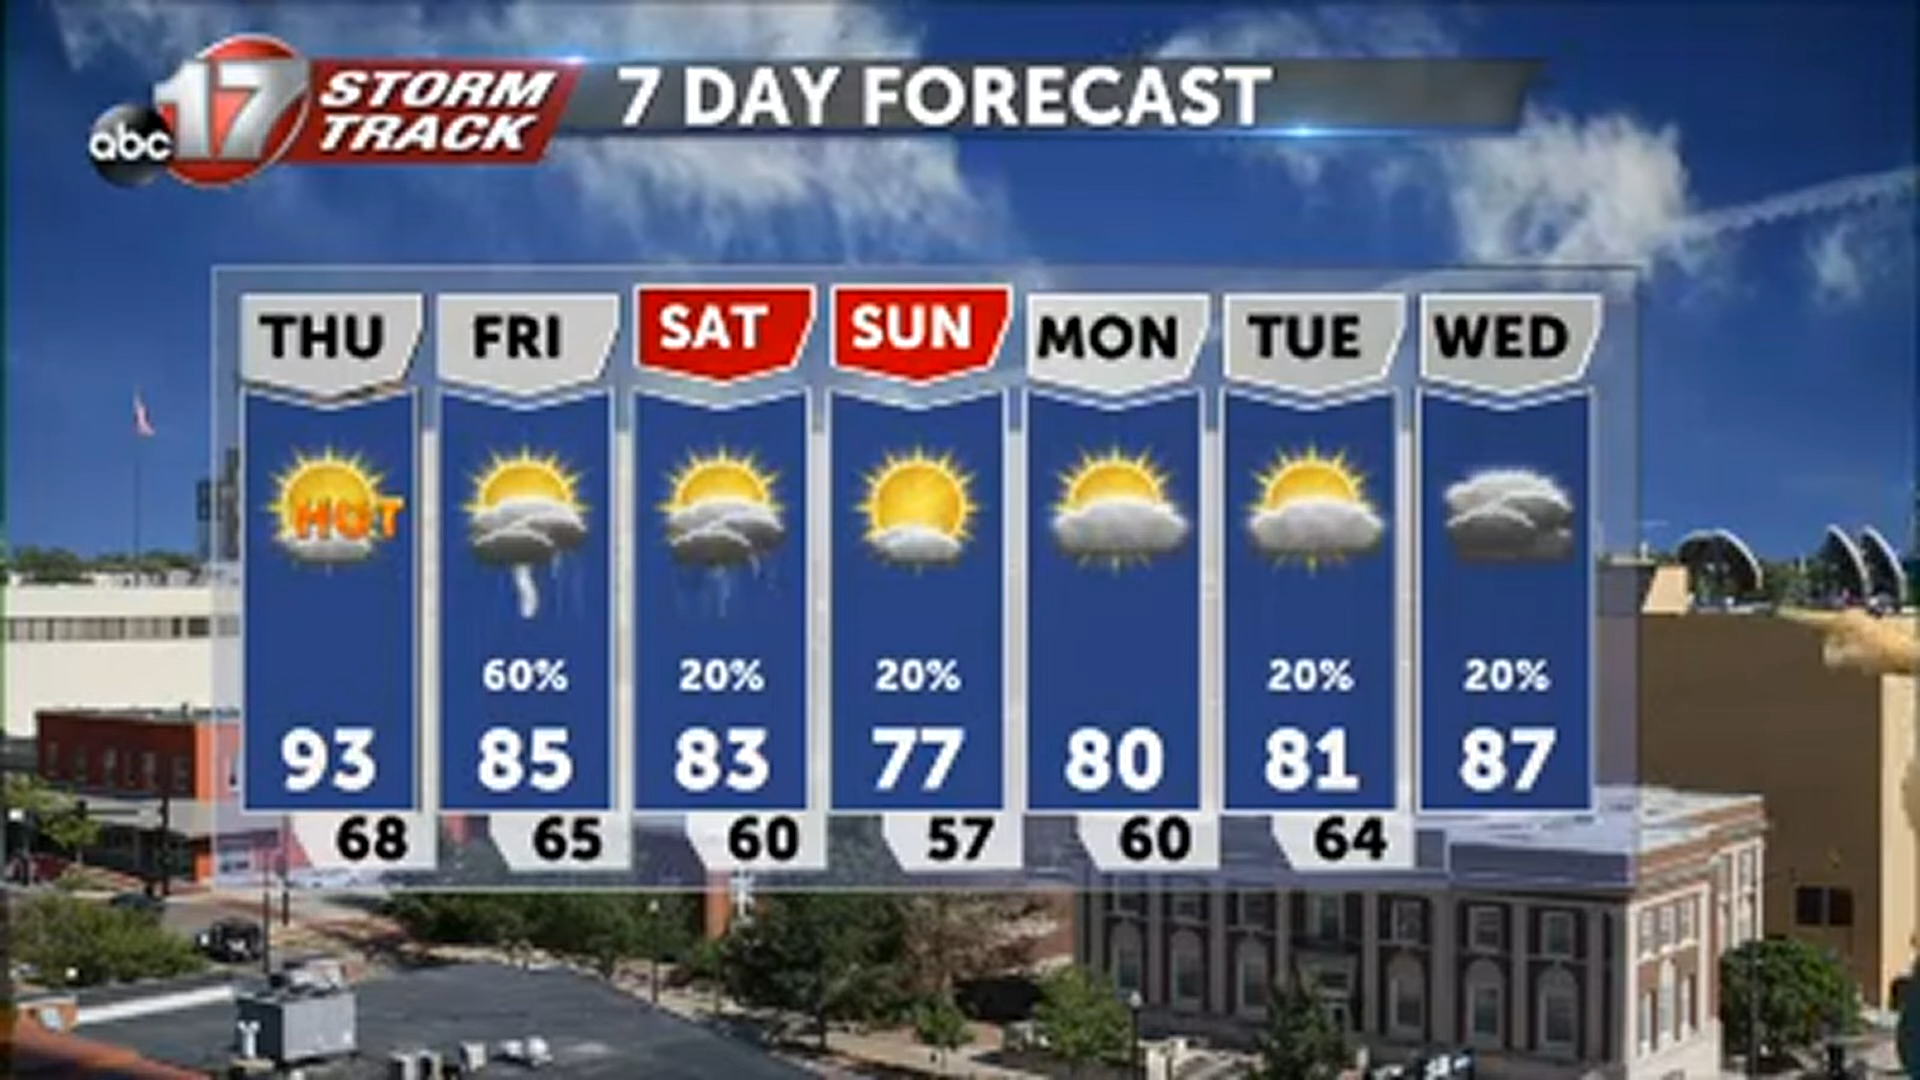 abc 17 STORM TRACK
7 DAY FORECAST
THU FRI SAT SUN MON TUE WED
HOT
60% 20% 20% 20% 20%
93 85 83 77 80 81 87
68 65 60 57 60 64